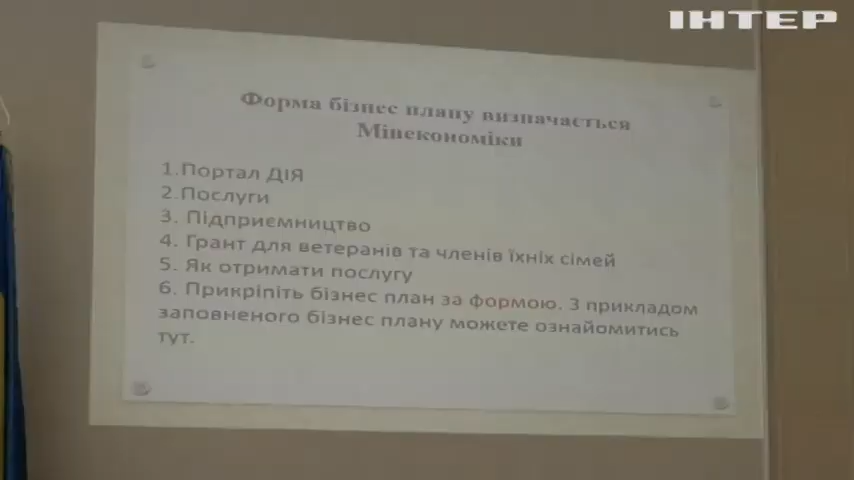 ІНТЕР
Форма бізнес плану визначається
Мінекономіки
1.Портал ДІЯ
2.Послуги
3. Підприємництво
4. Грант для ветеранів та членів їхніх сімей
5. Як отримати послугу
6. Прикріпіть бізнес план за формою. З прикладом
заповненого бізнес плану можете ознайомитись
тут.